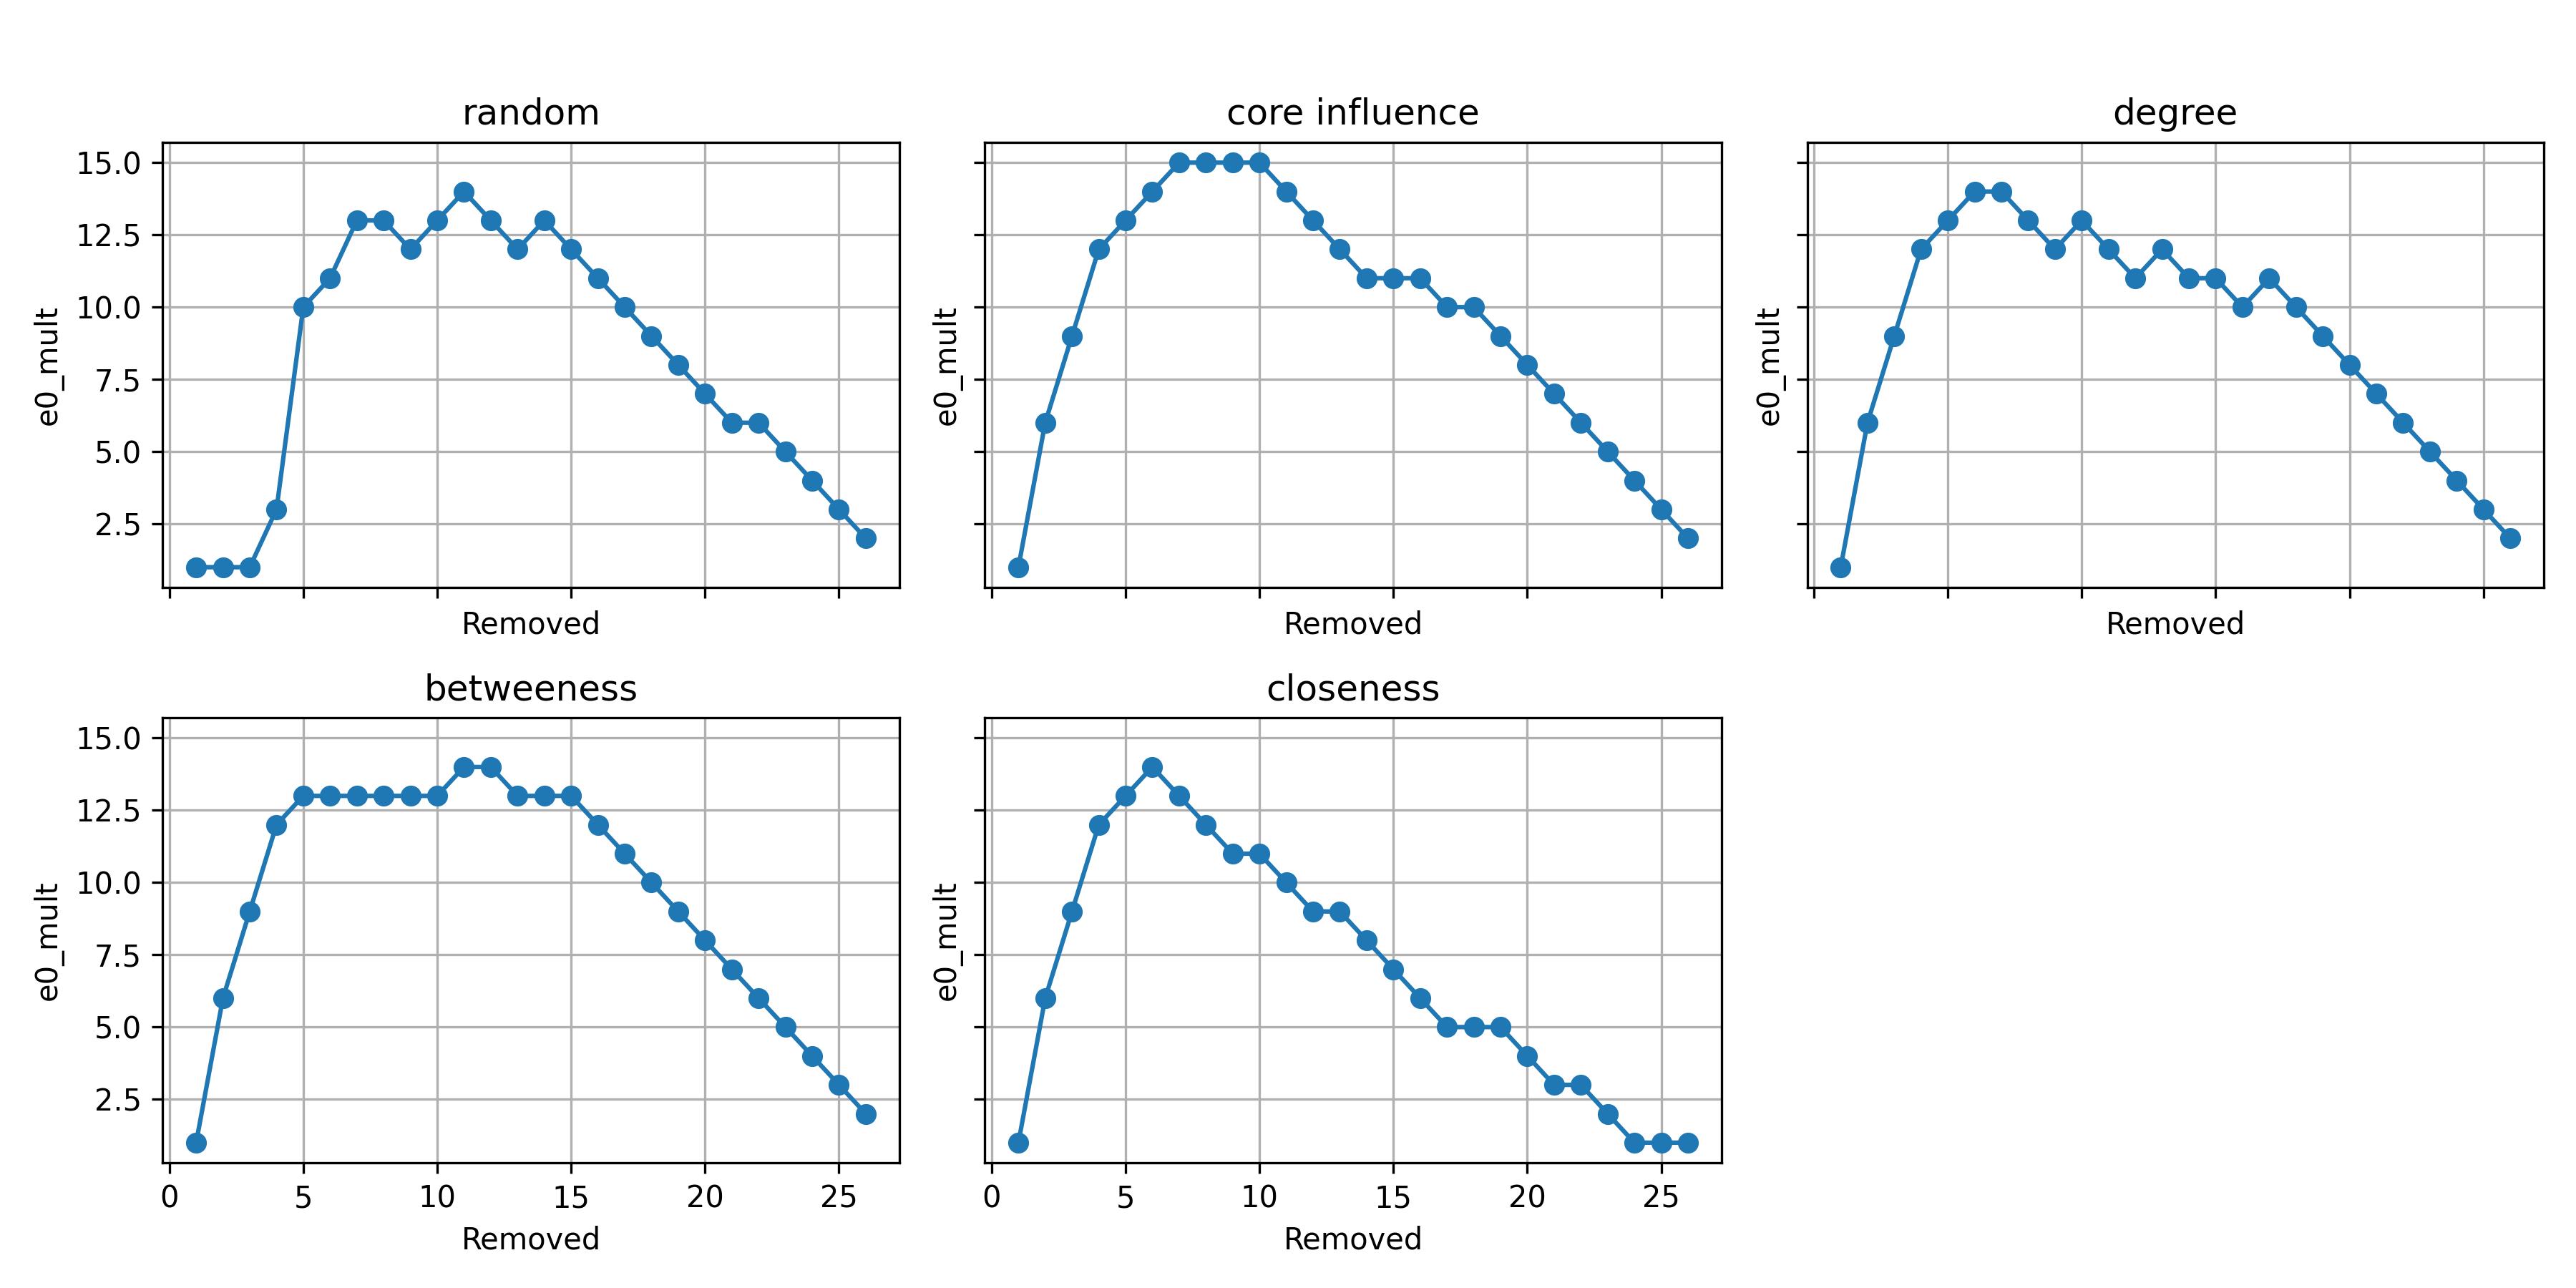 random
core influence
degree
15.0
12.5
10.0
7.5
5.0
2.5
e0_mult
e0_mult
e0_mult
Removed
Removed
Removed
betweeness
closeness
15.0
12.5
10.0
7.5
5.0
2.5
e0_mult
e0_mult
0 5 10 15 20 25
0 5 10 15 20 25
Removed
Removed